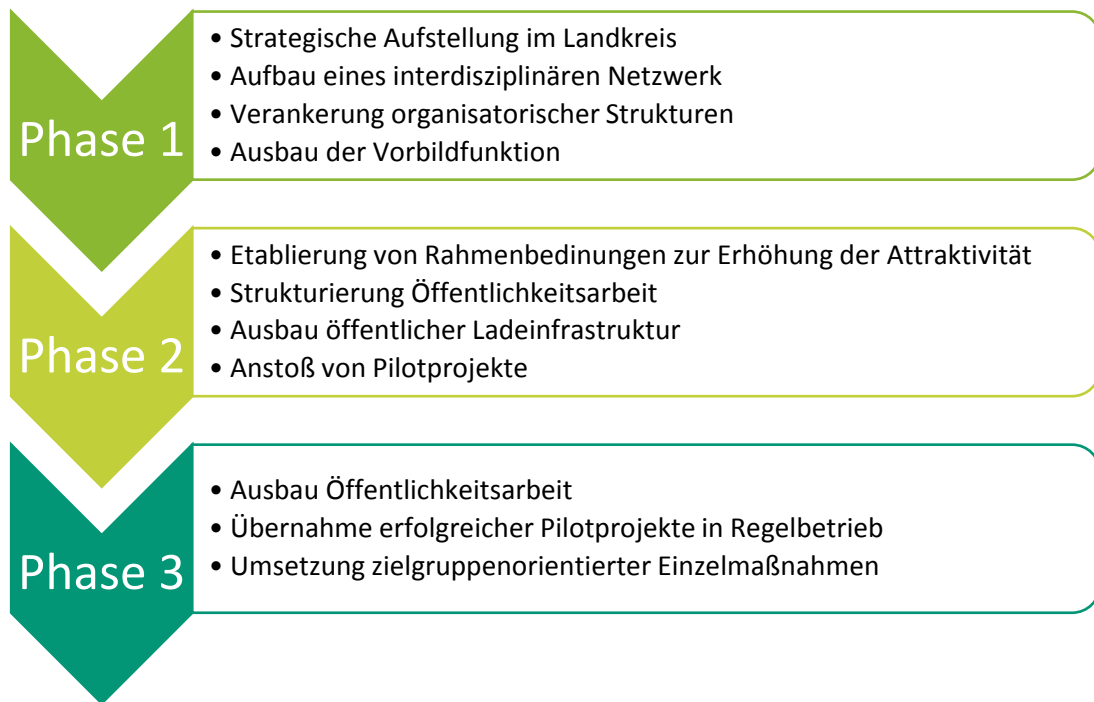 Phase 1
• Strategische Aufstellung im Landkreis
• Aufbau eines interdisziplinären Netzwerk
• Verankerung organisatorischer Strukturen
• Ausbau der Vorbildfunktion
Phase 2
• Etablierung von Rahmenbedinungen zur Erhöhung der Attraktivität
• Strukturierung Öffentlichkeitsarbeit
• Ausbau öffentlicher Ladeinfrastruktur
• Anstoß von Pilotprojekte
Phase 3
• Ausbau Öffentlichkeitsarbeit
• Übernahme erfolgreicher Pilotprojekte in Regelbetrieb
• Umsetzung zielgruppenorientierter Einzelmaßnahmen